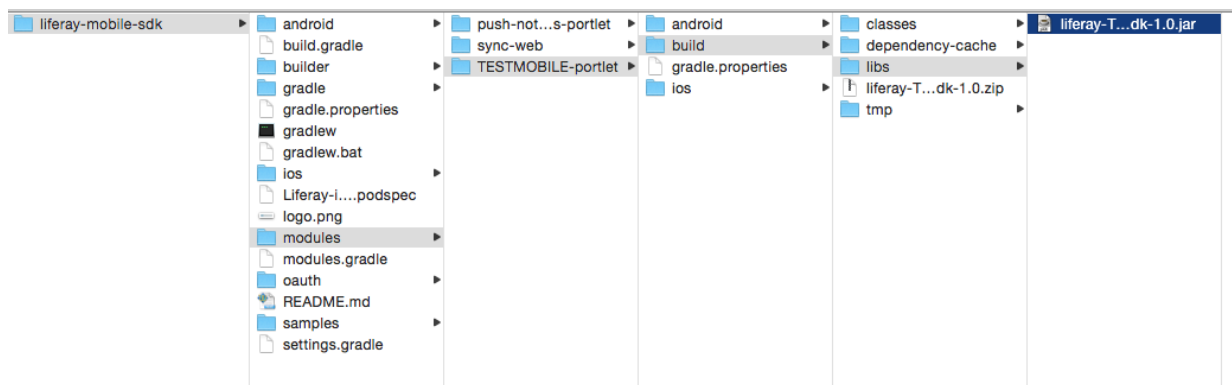 liferay-mobile-sdk
android
build.gradle
builder
gradle
gradle.properties
gradlew
gradlew.bat
ios
Liferay-i....podspec
logo.png
modules
modules.gradle
oauth
README.md
samples
settings.gradle
push-not...s-portlet
sync-web
TESTMOBILE-portlet
android
build
gradle.properties
ios
classes
dependency-cache
libs
liferay-T...dk-1.0.zip
tmp
liferay-T...dk-1.0.jar